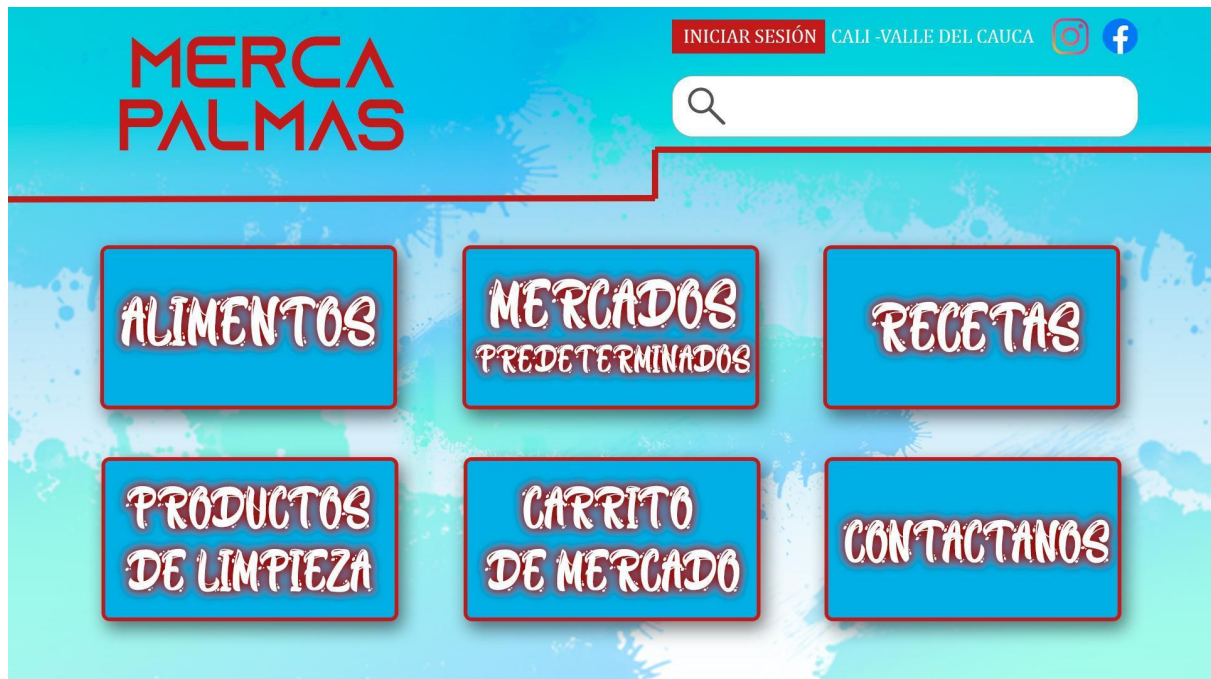 MERCA
PALMAS
INICIAR SESIÓN CALI -VALLE DEL CAUCA
ALIMENTOS
MERCADOS
PREDETERMINADOS
RECETAS
PRODUCTOS
DE LIMPIEZA
CARRITO
DE MERCADO
CONTACTANOS